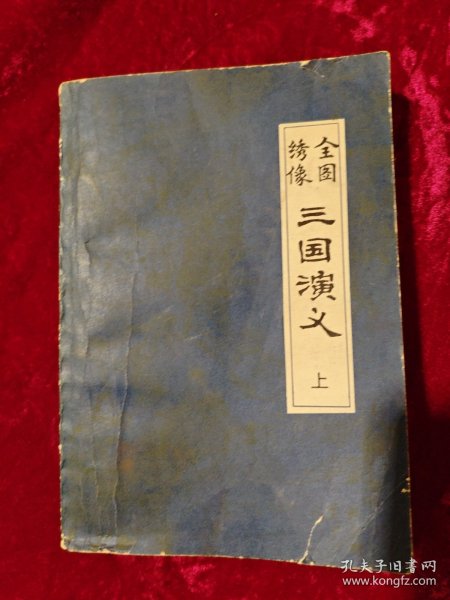 全图
绣像
三国演义
上
孔夫子旧书网
www.kongfz.com